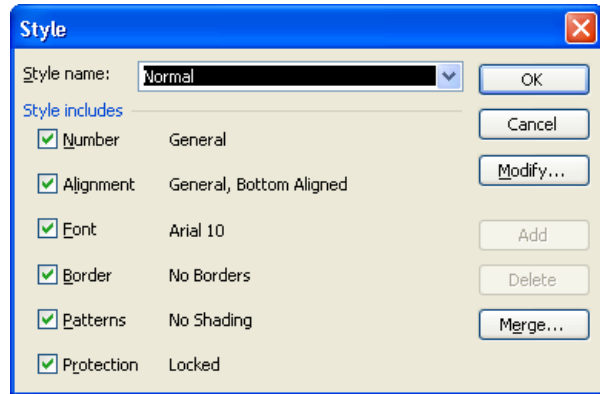 Style
Style name: Normal OK
Style includes
Cancel
Number General
Modify...
Alignment General, Bottom Aligned
Font Arial 10 Add
Border No Borders Delete
Patterns No Shading Merge...
Protection Locked